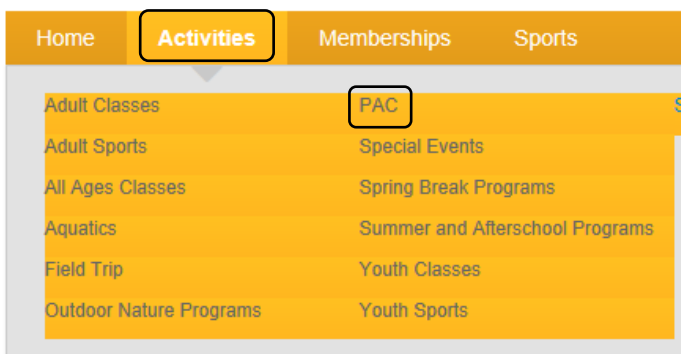 Home Activities Memberships Sports
Adult Classes PAC S
Adult Sports Special Events
All Ages Classes Spring Break Programs
Aquatics Summer and Afterschool Programs
Field Trip Youth Classes
Outdoor Nature Programs Youth Sports